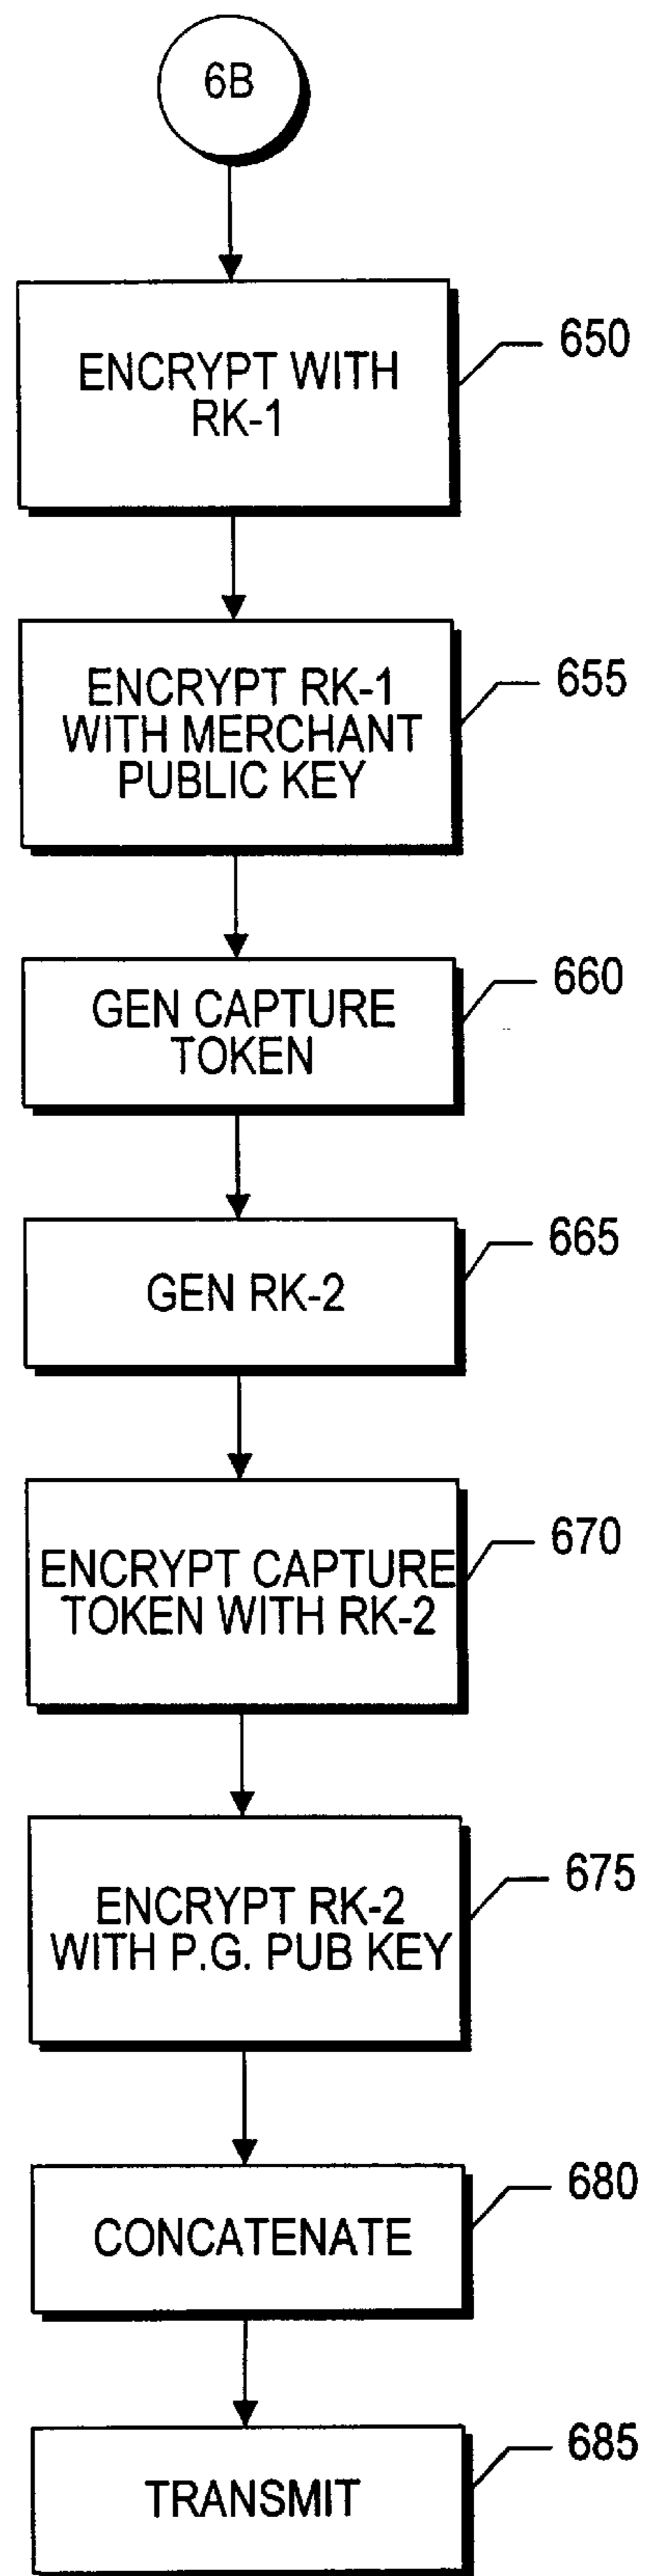 6B
ENCRYPT WITH
RK-1
650
ENCRYPT RK-1
WITH MERCHANT
PUBLIC KEY
655
GEN CAPTURE
TOKEN
660
GEN RK-2
665
ENCRYPT CAPTURE
TOKEN WITH RK-2
670
ENCRYPT RK-2
WITH P.G. PUB KEY
675
CONCATENATE
680
TRANSMIT
685